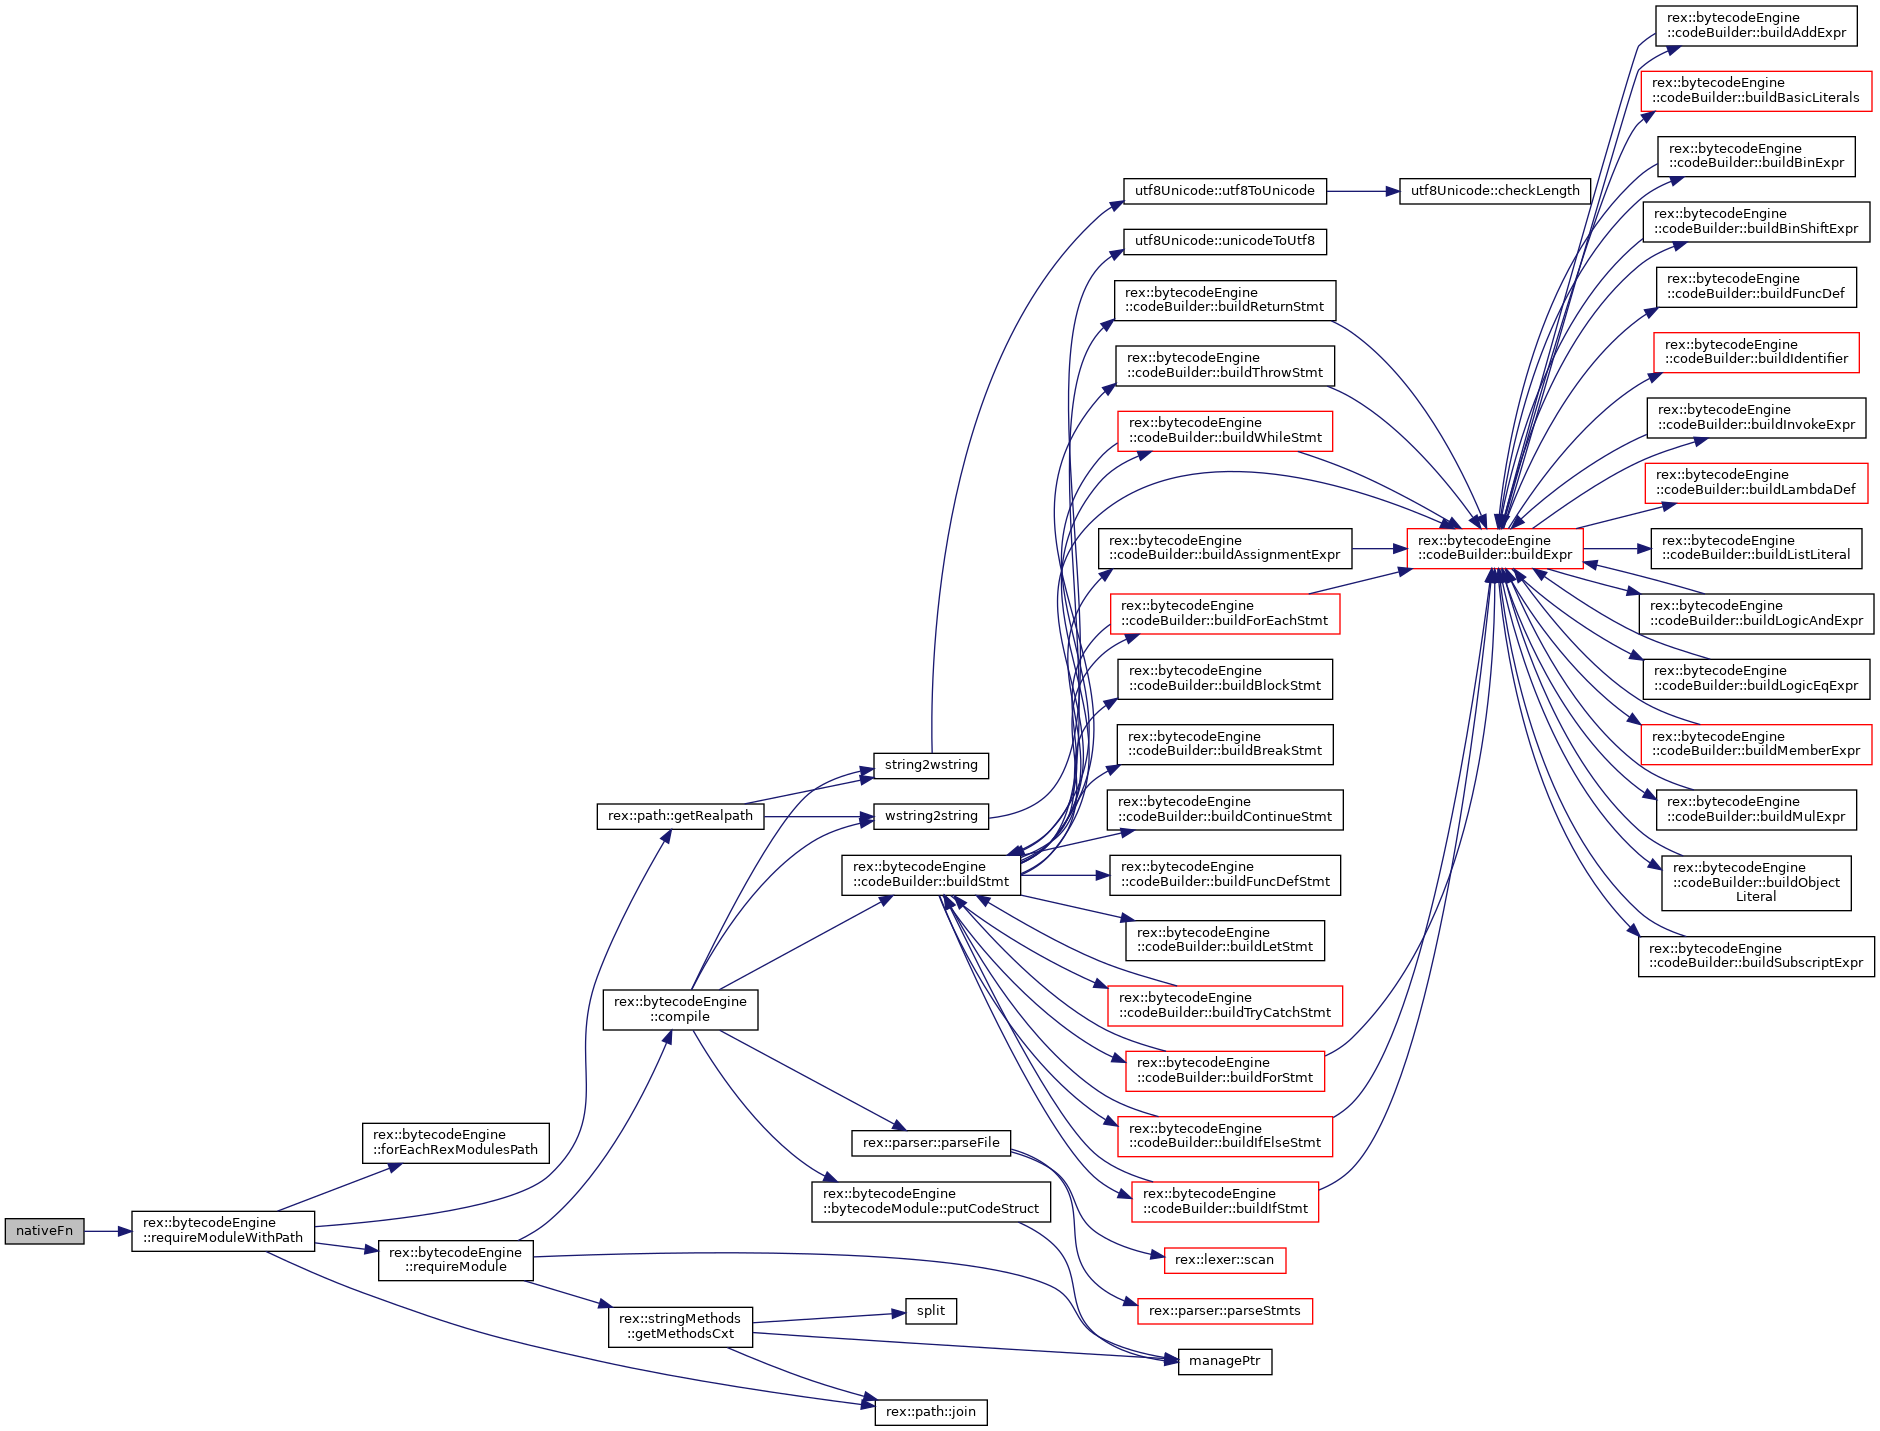 nativeFn
rex::bytecodeEngine
::requireModuleWithPath
rex::bytecodeEngine
::forEachRexModulesPath
rex::bytecodeEngine
::requireModule
rex::path::getRealpath
rex::bytecodeEngine
::compile
rex::stringMethods
::getMethodsCxt
string2wstring
wstring2string
rex::bytecodeEngine
::codeBuilder::buildStmt
rex::parser::parseFile
rex::bytecodeEngine
::bytecodeModule::putCodeStruct
split
rex::path::join
utf8Unicode::utf8ToUnicode
utf8Unicode::unicodeToUtf8
rex::bytecodeEngine
::codeBuilder::buildReturnStmt
rex::bytecodeEngine
::codeBuilder::buildThrowStmt
rex::bytecodeEngine
::codeBuilder::buildWhileStmt
rex::bytecodeEngine
::codeBuilder::buildAssignmentExpr
rex::bytecodeEngine
::codeBuilder::buildForEachStmt
rex::bytecodeEngine
::codeBuilder::buildBlockStmt
rex::bytecodeEngine
::codeBuilder::buildBreakStmt
rex::bytecodeEngine
::codeBuilder::buildContinueStmt
rex::bytecodeEngine
::codeBuilder::buildFuncDefStmt
rex::bytecodeEngine
::codeBuilder::buildLetStmt
rex::bytecodeEngine
::codeBuilder::buildTryCatchStmt
rex::bytecodeEngine
::codeBuilder::buildForStmt
rex::bytecodeEngine
::codeBuilder::buildIfElseStmt
rex::bytecodeEngine
::codeBuilder::buildIfStmt
rex::lexer::scan
rex::parser::parseStmts
managePtr
utf8Unicode::checkLength
rex::bytecodeEngine
::codeBuilder::buildExpr
rex::bytecodeEngine
::codeBuilder::buildAddExpr
rex::bytecodeEngine
::codeBuilder::buildBasicLiterals
rex::bytecodeEngine
::codeBuilder::buildBinExpr
rex::bytecodeEngine
::codeBuilder::buildBinShiftExpr
rex::bytecodeEngine
::codeBuilder::buildFuncDef
rex::bytecodeEngine
::codeBuilder::buildIdentifier
rex::bytecodeEngine
::codeBuilder::buildInvokeExpr
rex::bytecodeEngine
::codeBuilder::buildLambdaDef
rex::bytecodeEngine
::codeBuilder::buildListLiteral
rex::bytecodeEngine
::codeBuilder::buildLogicAndExpr
rex::bytecodeEngine
::codeBuilder::buildLogicEqExpr
rex::bytecodeEngine
::codeBuilder::buildMemberExpr
rex::bytecodeEngine
::codeBuilder::buildMulExpr
rex::bytecodeEngine
::codeBuilder::buildObject
Literal
rex::bytecodeEngine
::codeBuilder::buildSubscriptExpr